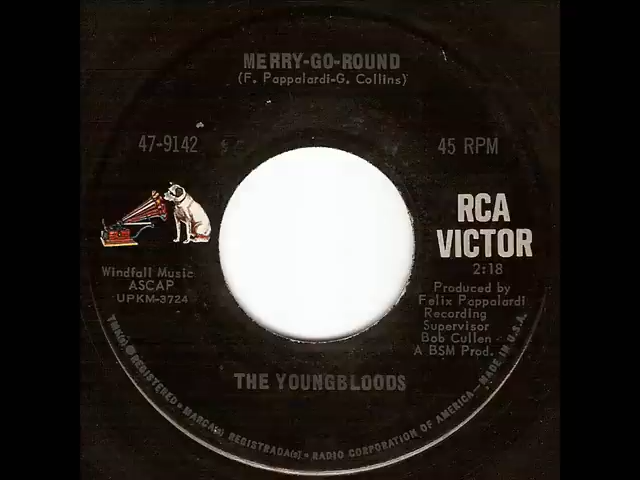 MERRY-GO-ROUND
(F. Pappalardi-G. Collins)
47-9142
45 RPM
RCA
VICTOR
2:18
Windfall Music
ASCAP
UPKM-3724
Produced by
Felix Pappalardi
Recording
Supervisor
Bob Cullen
A BSM Prod.
THE YOUNGBLOODS
TMK(s) ® REGISTERED • MARCA(s) REGISTRADA(s) • RADIO CORPORATION OF AMERICA—MADE IN U.S.A.